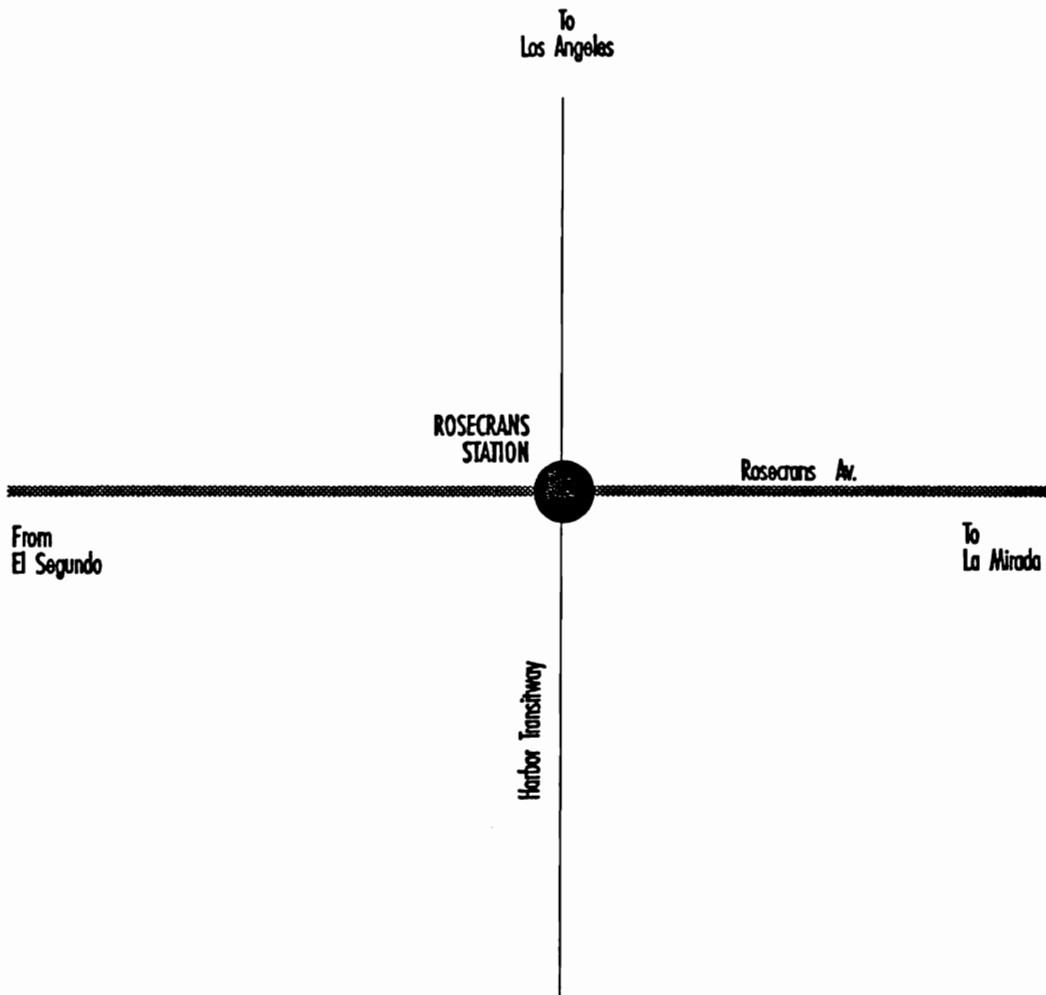 To
Los Angeles
ROSECRANS
STATION
Rosecrans Av.
From
El Segundo
To
La Mirada
Harbor Transitway